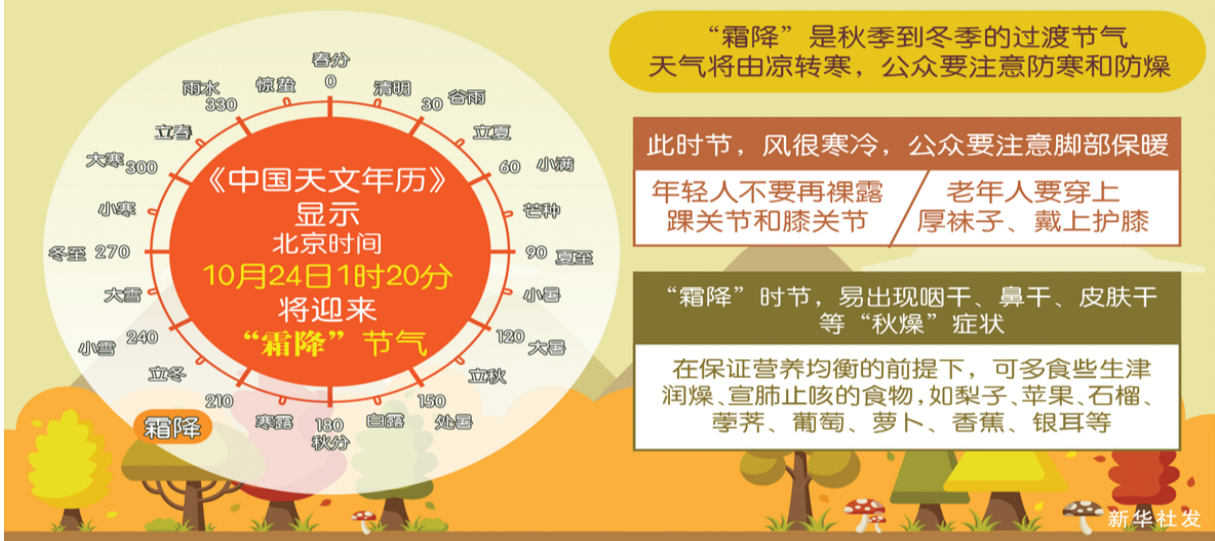 春分
0
清明
30
谷雨
立夏
60
小满
芒种
90
夏至
小暑
120
大暑
立秋
150
处暑
白露
180
秋分
寒露
210
霜降
立冬
240
小雪
大雪
270
冬至
小寒
300
大寒
立春
330
雨水
惊蛰
《中国天文年历》
显示
北京时间
10月24日1时20分
将迎来
“霜降”节气
“霜降”是秋季到冬季的过渡节气
天气将由凉转寒，公众要注意防寒和防燥
此时节，风很寒冷，公众要注意脚部保暖
年轻人不要再裸露
踝关节和膝关节
老年人要穿上
厚袜子、戴上护膝
“霜降”时节，易出现咽干、鼻干、皮肤干
等“秋燥”症状
在保证营养均衡的前提下，可多食些生津
润燥、宣肺止咳的食物，如梨子、苹果、石榴、
荸荠、葡萄、萝卜、香蕉、银耳等
新华社发